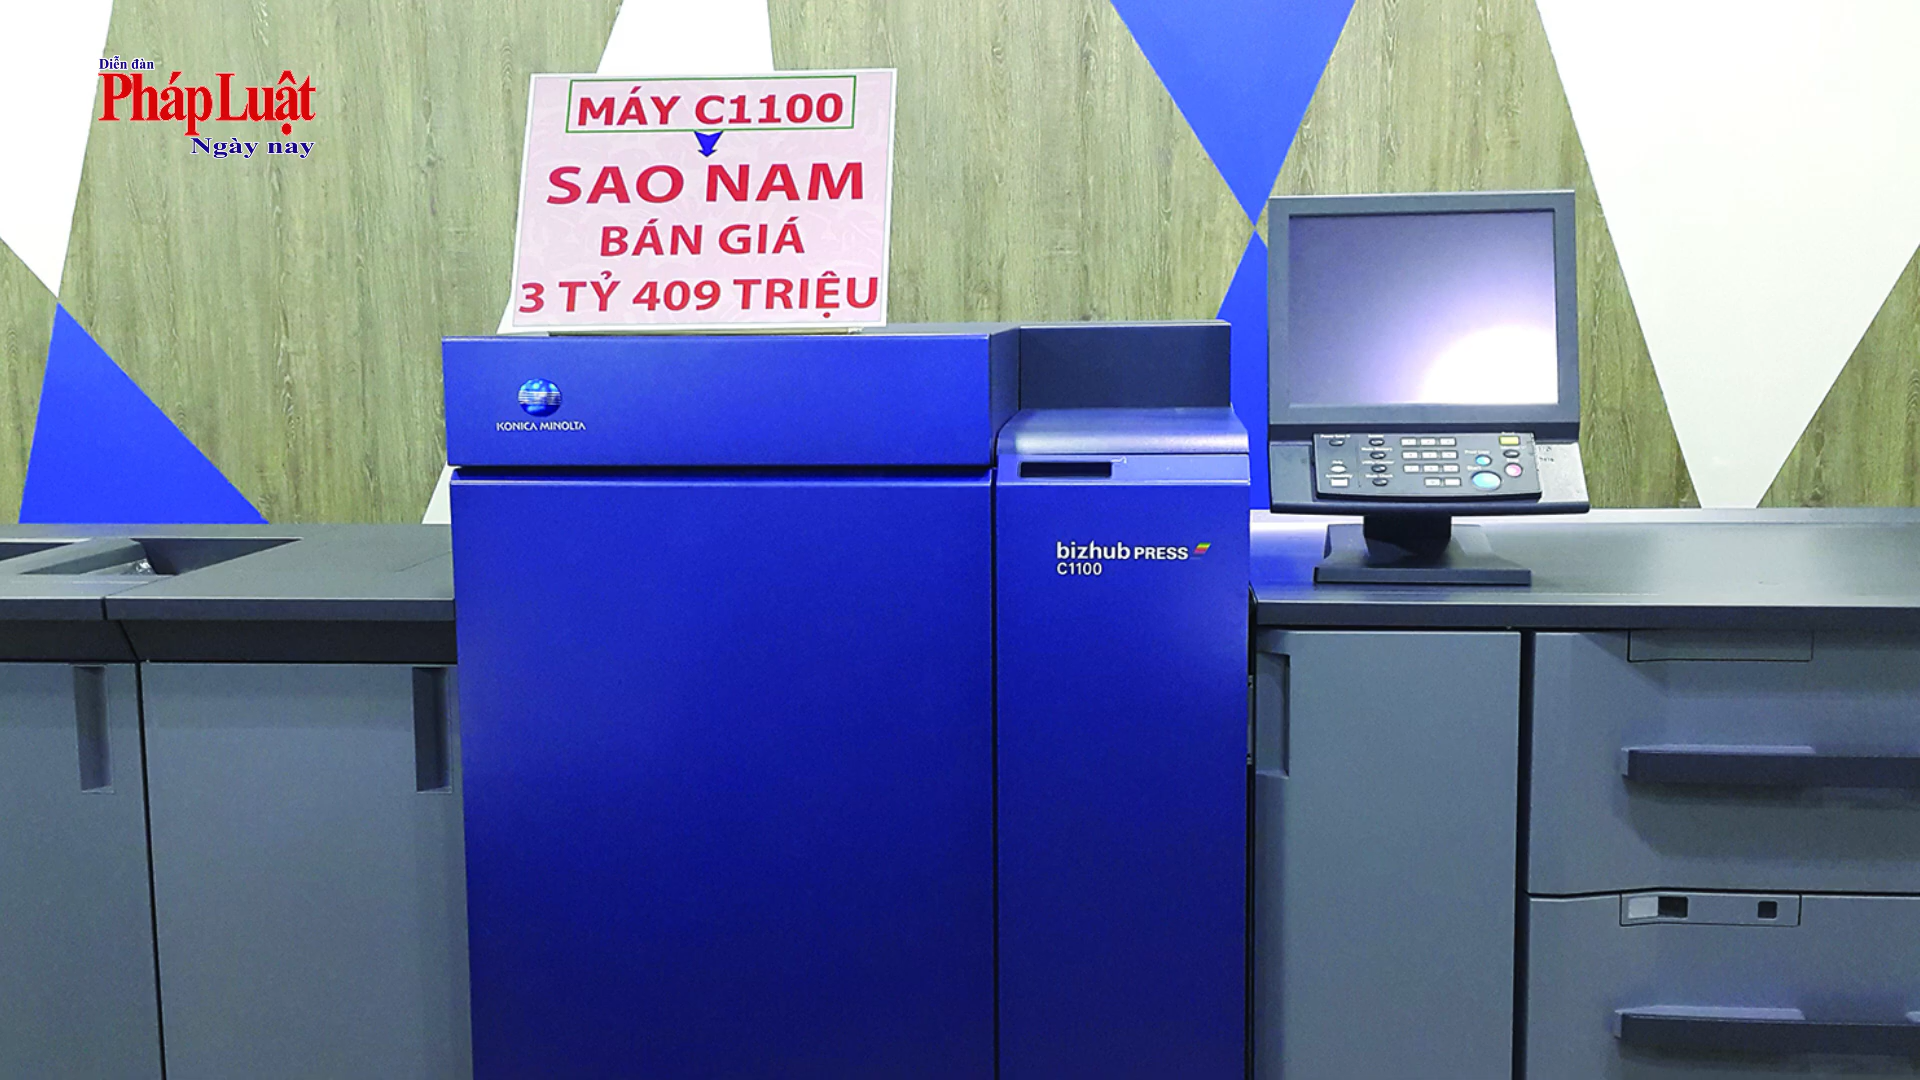 Diễn đàn
Pháp Luật
Ngày nay
MÁY C1100
SAO NAM
BÁN GIÁ
3 TỶ 409 TRIỆU
KONICA MINOLTA
bizhub PRESS
C1100